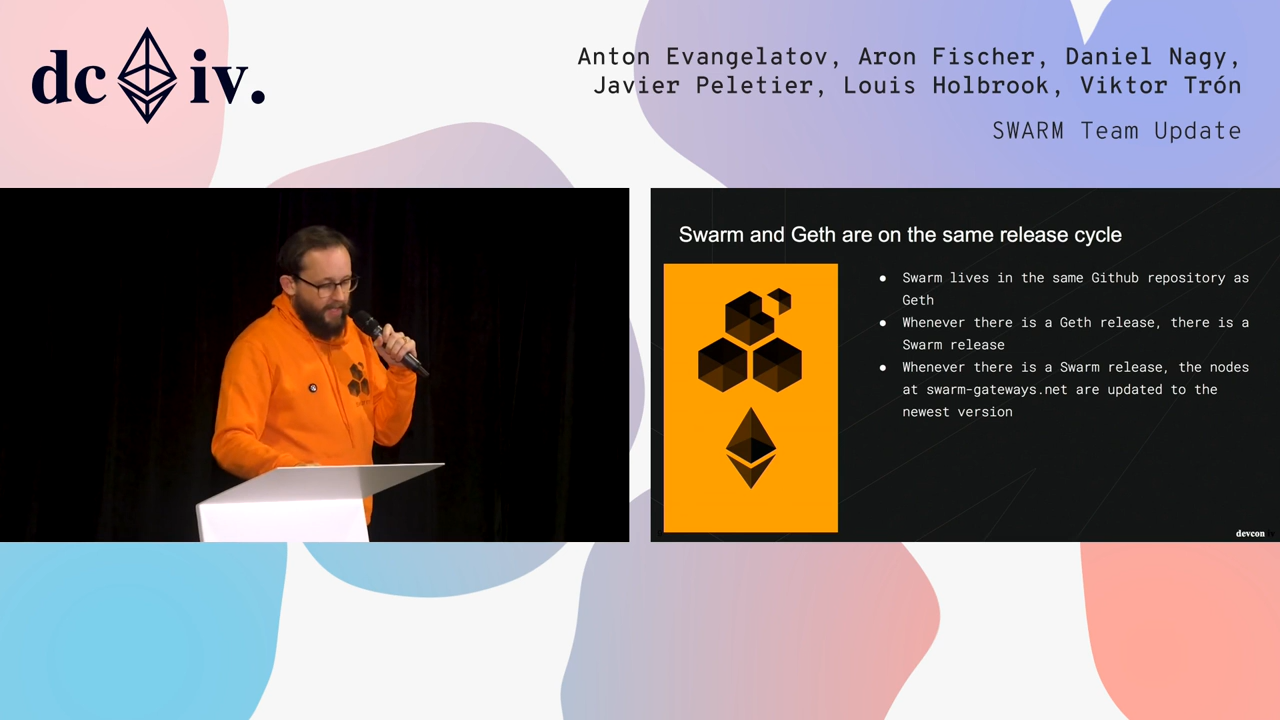 dc iv.
Anton Evangelatov, Aron Fischer, Daniel Nagy,
Javier Peletier, Louis Holbrook, Viktor Trón
SWARM Team Update
Swarm and Geth are on the same release cycle
● Swarm lives in the same Github repository as
Geth
● Whenever there is a Geth release, there is a
Swarm release
● Whenever there is a Swarm release, the nodes
at swarm-gateways.net are updated to the
newest version
devcon